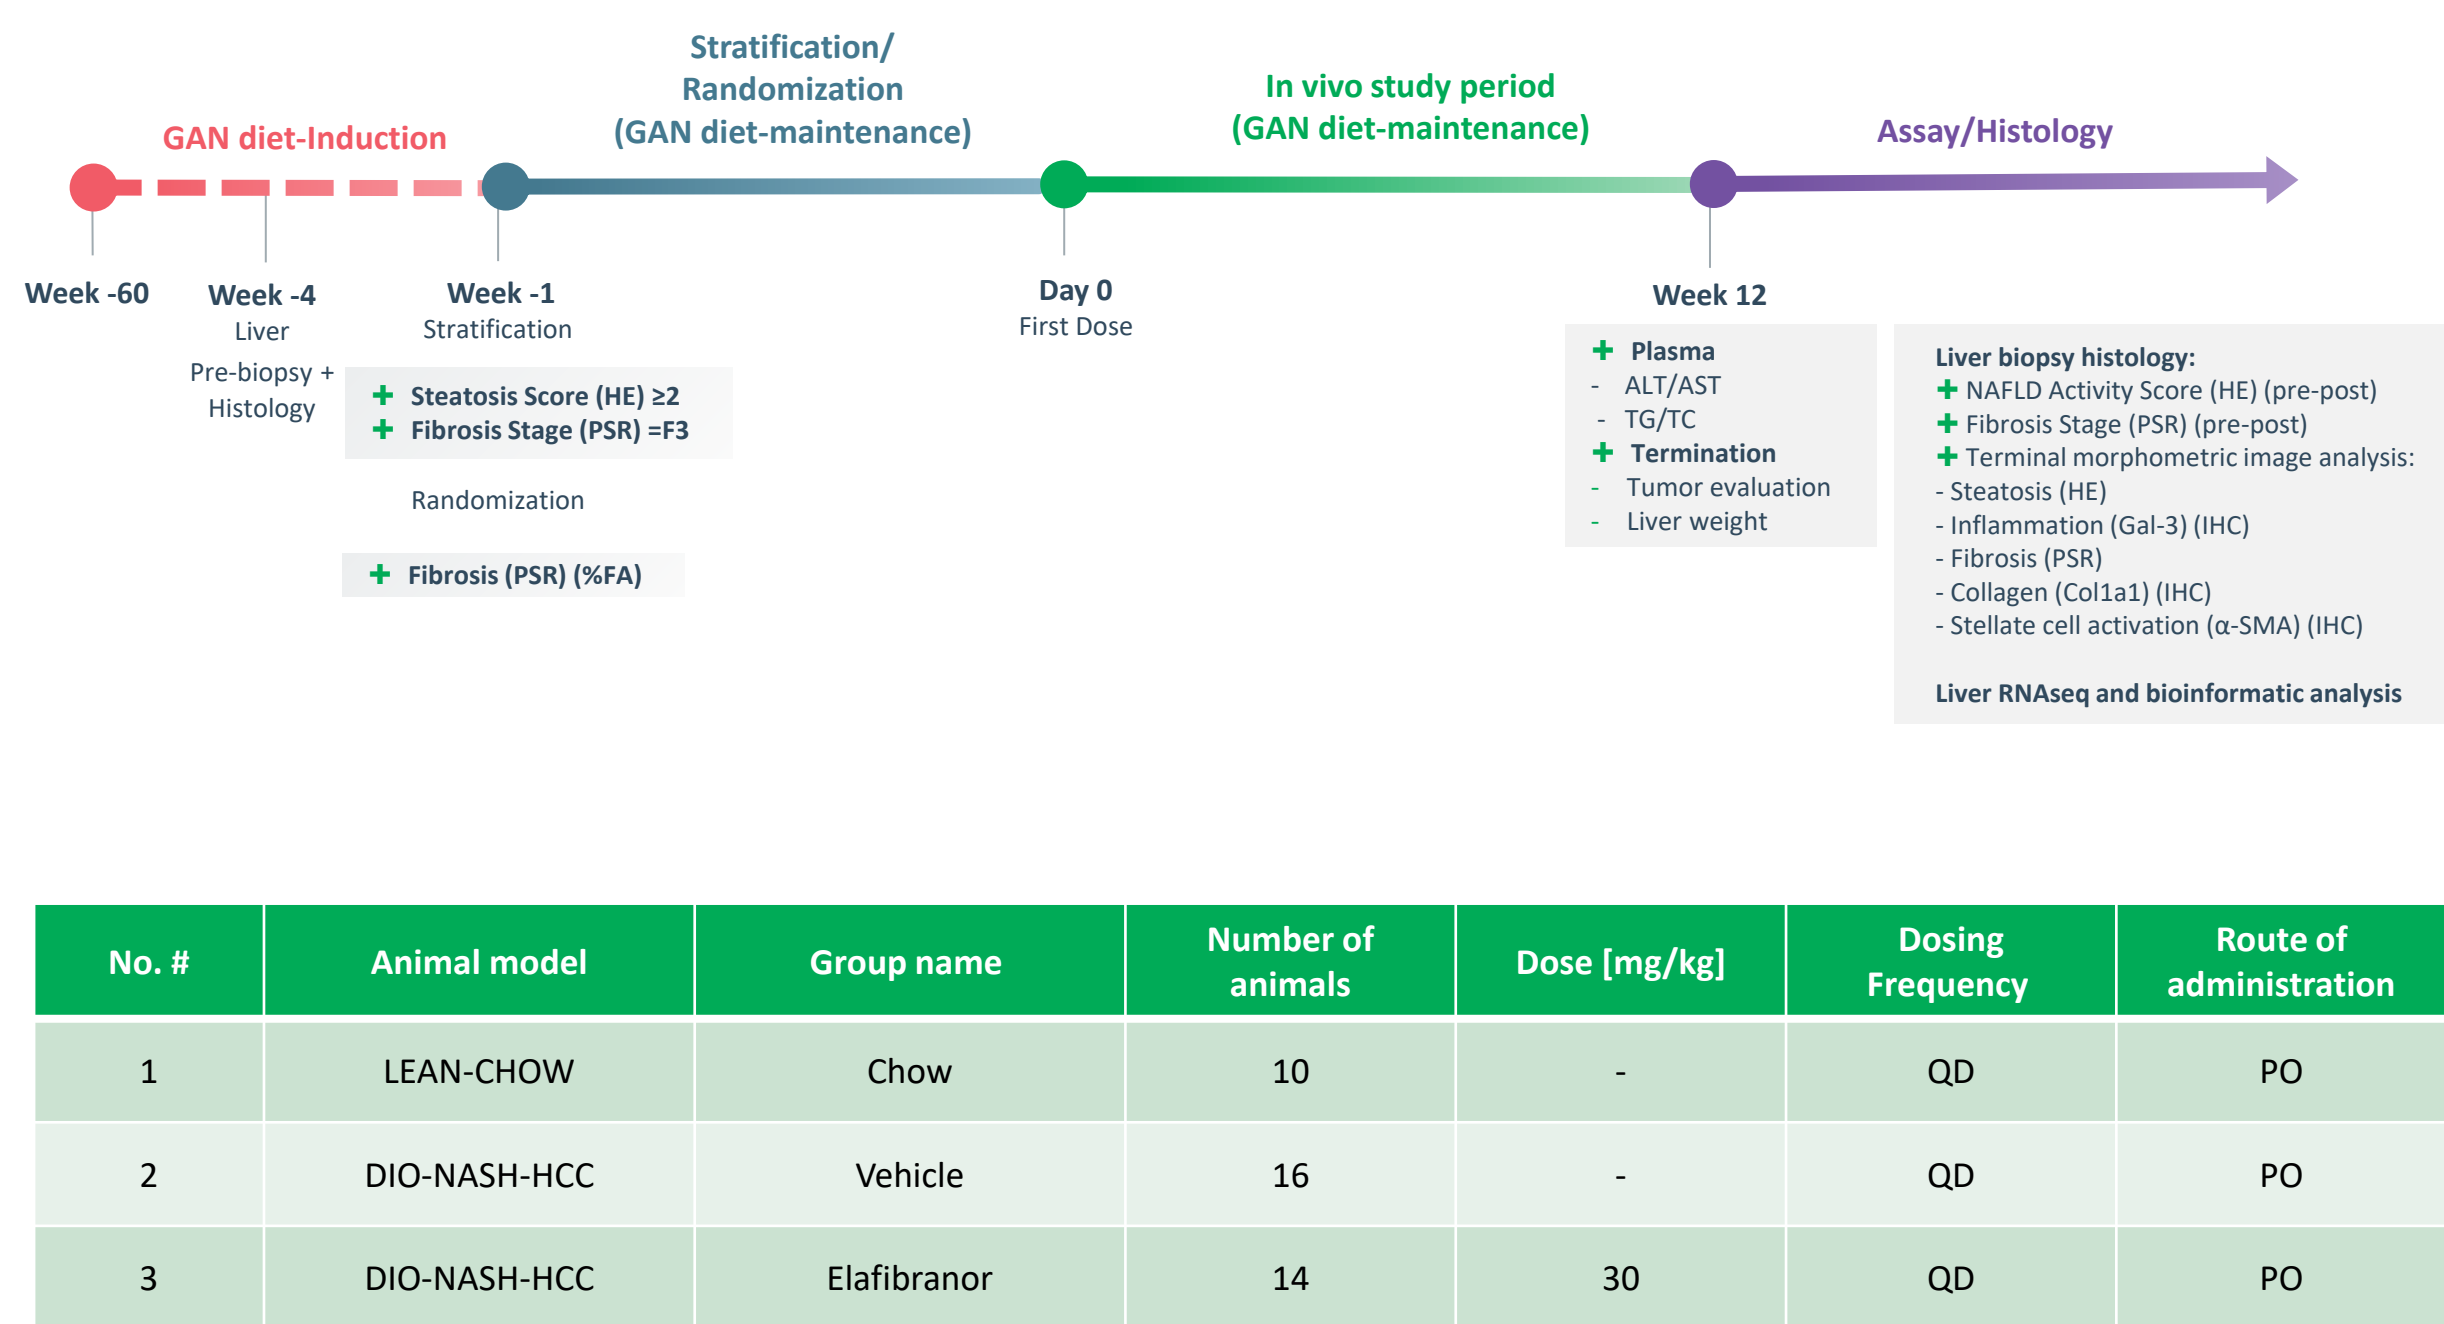 GAN diet-Induction
Stratification/
Randomization
(GAN diet-maintenance)
In vivo study period
(GAN diet-maintenance)
Assay/Histology
Week -60
Week -4
Liver
Pre-biopsy +
Histology
Week -1
Stratification
+ Steatosis Score (HE) ≥2
+ Fibrosis Stage (PSR) =F3
Randomization
+ Fibrosis (PSR) (%FA)
Day 0
First Dose
Week 12
+ Plasma
- ALT/AST
- TG/TC
+ Termination
- Tumor evaluation
- Liver weight
Liver biopsy histology:
+ NAFLD Activity Score (HE) (pre-post)
+ Fibrosis Stage (PSR) (pre-post)
+ Terminal morphometric image analysis:
- Steatosis (HE)
- Inflammation (Gal-3) (IHC)
- Fibrosis (PSR)
- Collagen (Col1a1) (IHC)
- Stellate cell activation (α-SMA) (IHC)
Liver RNAseq and bioinformatic analysis
No. # Animal model Group name Number of animals Dose [mg/kg] Dosing Frequency Route of administration
1 LEAN-CHOW Chow 10 - QD PO
2 DIO-NASH-HCC Vehicle 16 - QD PO
3 DIO-NASH-HCC Elafibranor 14 30 QD PO